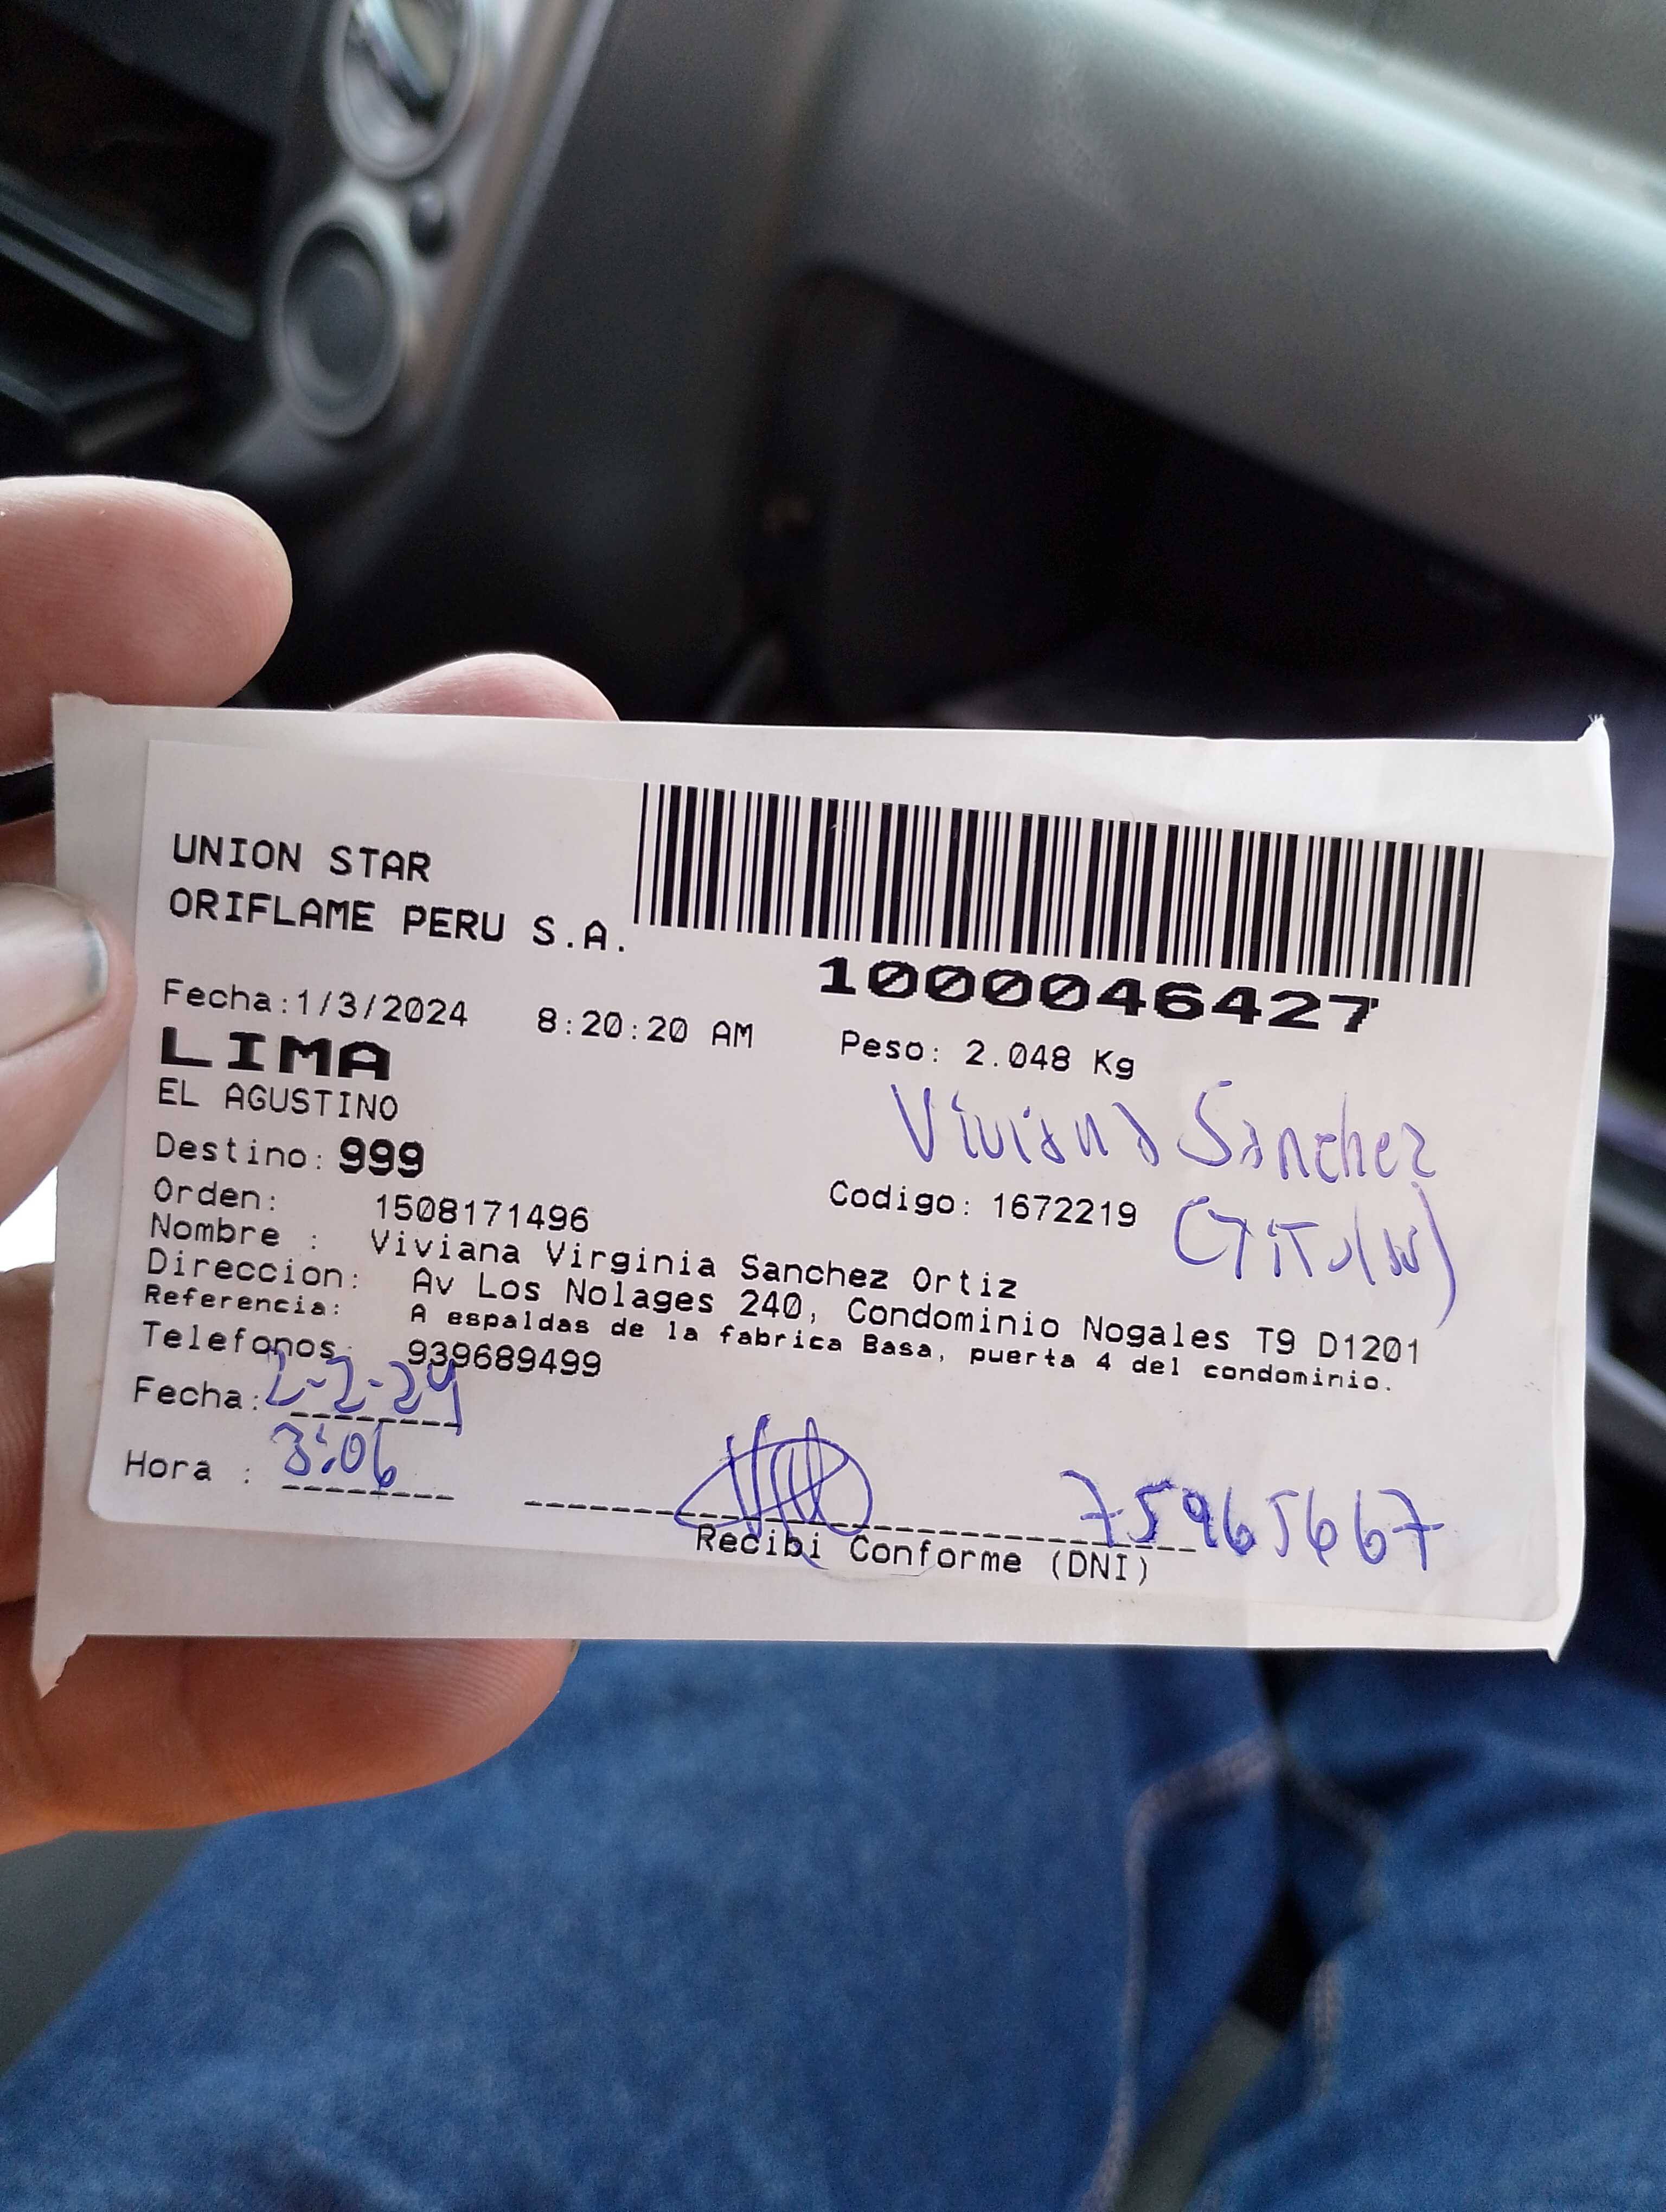 UNION STAR
ORIFLAME PERU S.A.
1000046427
Fecha:1/3/2024 8:20:20 AM Peso: 2.048 Kg
LIMA
EL AGUSTINO
Viviana Sanchez
Destino: 999
(Titular)
Orden: 1508171496 Codigo: 1672219
Nombre : Viviana Virginia Sanchez Ortiz
Direccion: Av Los Nolages 240, Condominio Nogales T9 D1201
Referencia: A espaldas de la fabrica Basa, puerta 4 del condominio.
Telefonos: 939689499
Fecha: 2-2-24
Hora : 3:06
75965667
Recibi Conforme (DNI)